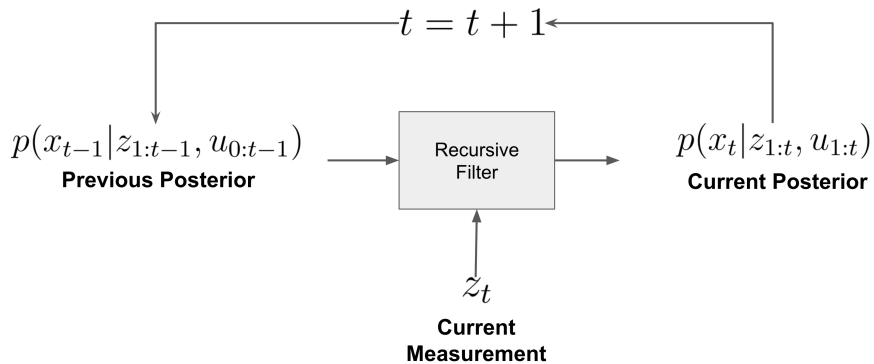 t = t + 1
p(x_{t-1}|z_{1:t-1}, u_{0:t-1})
Previous Posterior
Recursive
Filter
p(x_t|z_{1:t}, u_{1:t})
Current Posterior
z_t
Current
Measurement